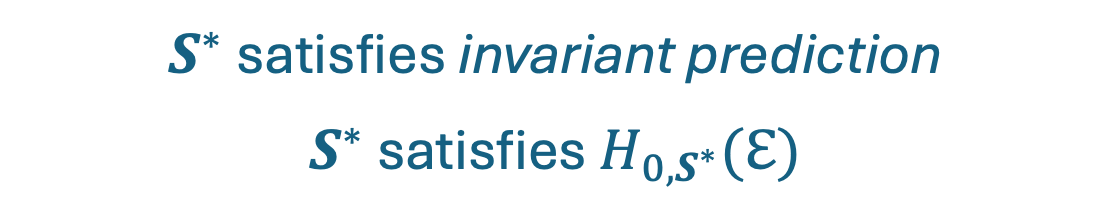 S* satisfies invariant prediction
S* satisfies H₀,S*(Ɛ)